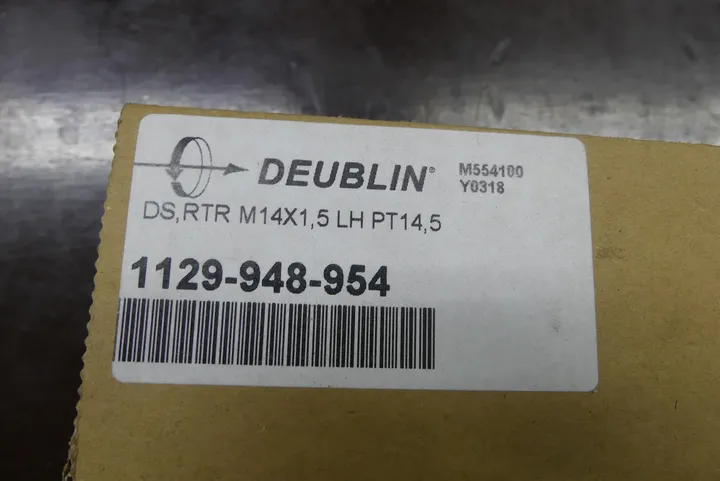 DEUBLIN®
M554100
Y0318
DS,RTR M14X1,5 LH PT14,5
1129-948-954